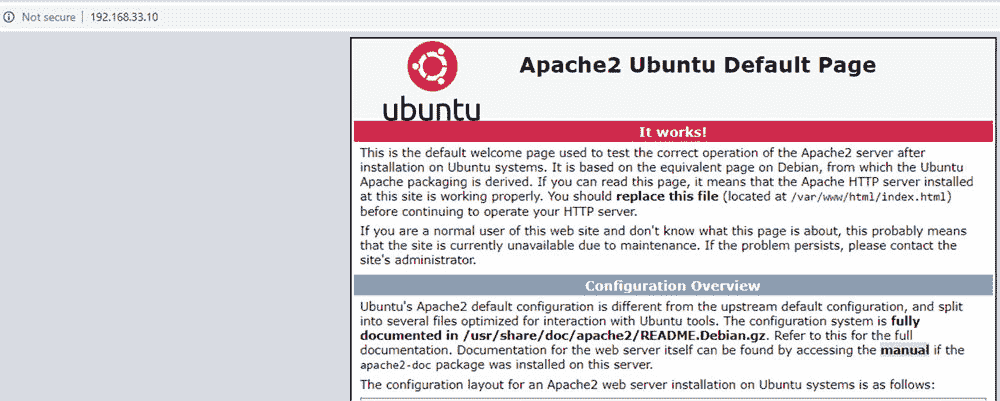 Not secure | 192.168.33.10
Apache2 Ubuntu Default Page
ubuntu
It works!
This is the default welcome page used to test the correct operation of the Apache2 server after
installation on Ubuntu systems. It is based on the equivalent page on Debian, from which the Ubuntu
Apache packaging is derived. If you can read this page, it means that the Apache HTTP server installed
at this site is working properly. You should replace this file (located at /var/www/html/index.html)
before continuing to operate your HTTP server.
If you are a normal user of this web site and don't know what this page is about, this probably means
that the site is currently unavailable due to maintenance. If the problem persists, please contact the
site's administrator.
Configuration Overview
Ubuntu's Apache2 default configuration is different from the upstream default configuration, and split
into several files optimized for interaction with Ubuntu tools. The configuration system is fully
documented in /usr/share/doc/apache2/README.Debian.gz. Refer to this for the full
documentation. Documentation for the web server itself can be found by accessing the manual if the
apache2-doc package was installed on this server.
The configuration layout for an Apache2 web server installation on Ubuntu systems is as follows: